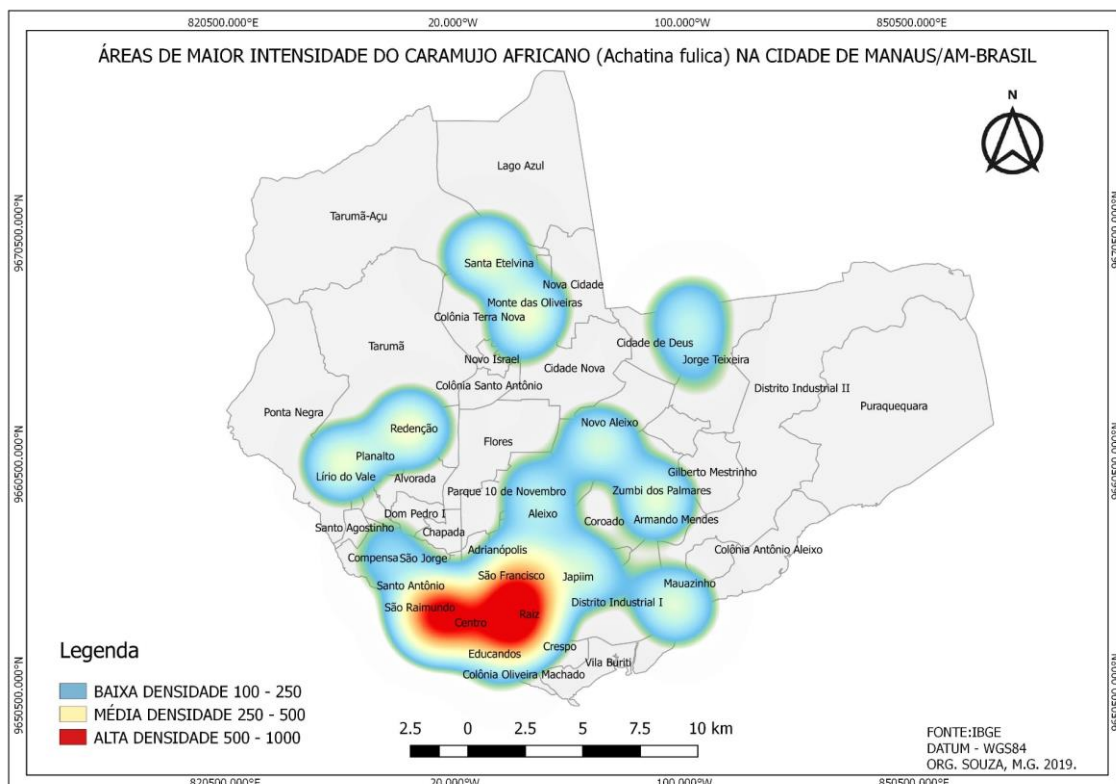 820500.000°E 20.000°W 100.000°W 850500.000°E
ÁREAS DE MAIOR INTENSIDADE DO CARAMUJO AFRICANO (Achatina fulica) NA CIDADE DE MANAUS/AM-BRASIL
N
Lago Azul
9670500.000°N
9670500.000°N
Tarumã-Açu
Santa Etelvina
Nova Cidade
Monte das Oliveiras
Colônia Terra Nova
Cidade de Deus
Tarumã
Novo Israel
Jorge Teixeira
Cidade Nova
Colônia Santo Antônio
Distrito Industrial II
Puraquequara
Ponta Negra
Novo Aleixo
Redenção
Flores
9660500.000°N
9660500.000°N
Planalto
Lírio do Vale
Alvorada
Gilberto Mestrinho
Parque 10 de Novembro
Zumbi dos Palmares
Dom Pedro I
Aleixo
Coroado
Armando Mendes
Santo Agostinho
Chapada
Adrianópolis
Colônia Antônio Aleixo
Compensa
São Jorge
São Francisco
Japiim
Mauazinho
Santo Antônio
São Raimundo
Distrito Industrial I
Raiz
Centro
Crespo
Educandos
Vila Buriti
Colônia Oliveira Machado
9650500.000°N
9650500.000°N
Legenda
BAIXA DENSIDADE 100 - 250
MÉDIA DENSIDADE 250 - 500
ALTA DENSIDADE 500 - 1000
2.5 0 2.5 5 7.5 10 km
FONTE:IBGE
DATUM - WGS84
ORG. SOUZA, M.G. 2019.
820500.000°E 20.000°W 100.000°W 850500.000°E